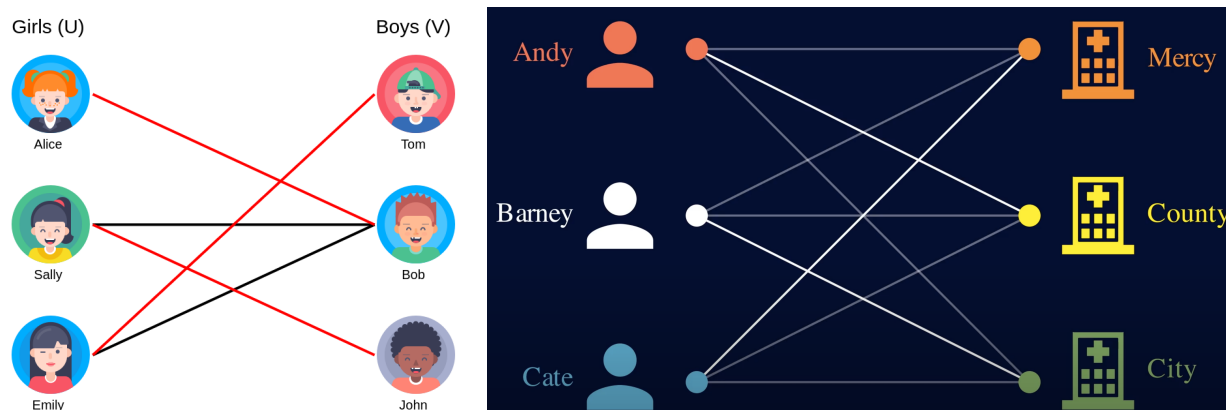 Girls (U)
Boys (V)
Alice
Tom
Sally
Bob
Emily
John
Andy
Mercy
Barney
County
Cate
City